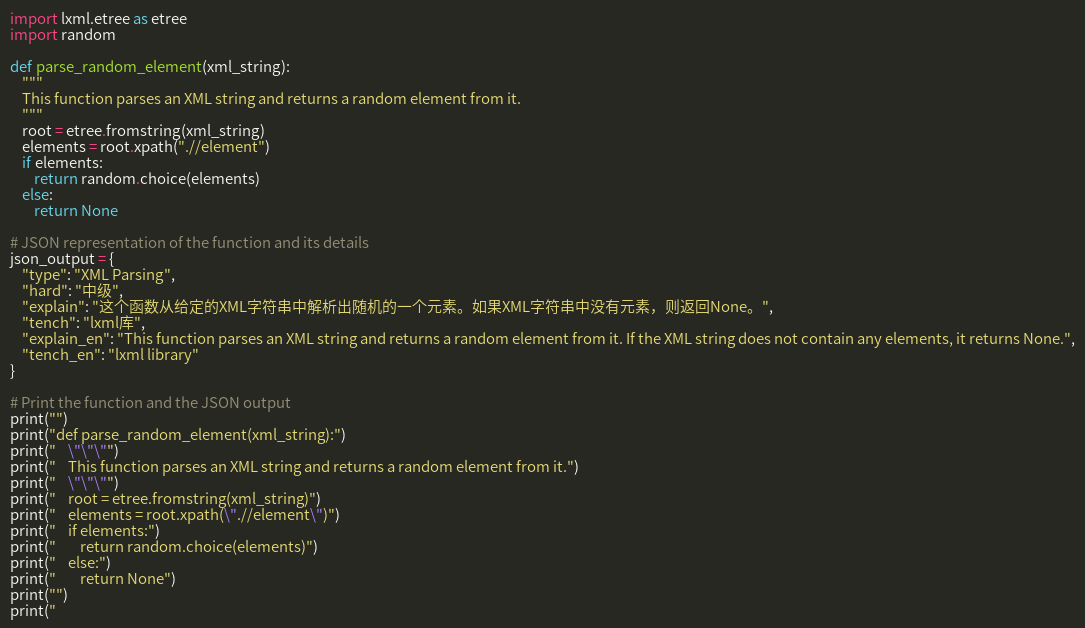 import lxml.etree as etree
import random

def parse_random_element(xml_string):
    """
    This function parses an XML string and returns a random element from it.
    """
    root = etree.fromstring(xml_string)
    elements = root.xpath(".//element")
    if elements:
        return random.choice(elements)
    else:
        return None

# JSON representation of the function and its details
json_output = {
    "type": "XML Parsing",
    "hard": "中级",
    "explain": "这个函数从给定的XML字符串中解析出随机的一个元素。如果XML字符串中没有元素，则返回None。",
    "tench": "lxml库",
    "explain_en": "This function parses an XML string and returns a random element from it. If the XML string does not contain any elements, it returns None.",
    "tench_en": "lxml library"
}

# Print the function and the JSON output
print("")
print("def parse_random_element(xml_string):")
print("    \"\"\"")
print("    This function parses an XML string and returns a random element from it.")
print("    \"\"\"")
print("    root = etree.fromstring(xml_string)")
print("    elements = root.xpath(\".//element\")")
print("    if elements:")
print("        return random.choice(elements)")
print("    else:")
print("        return None")
print("")
print("